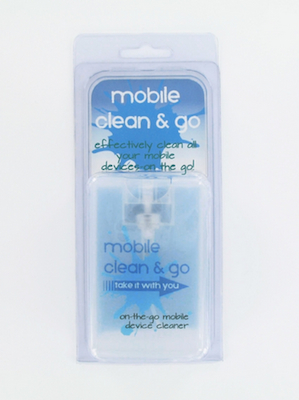 mobile
clean & go
effectively clean all
your mobile
devices on the go!
mobile
clean & go
take it with you
on-the-go mobile
device cleaner